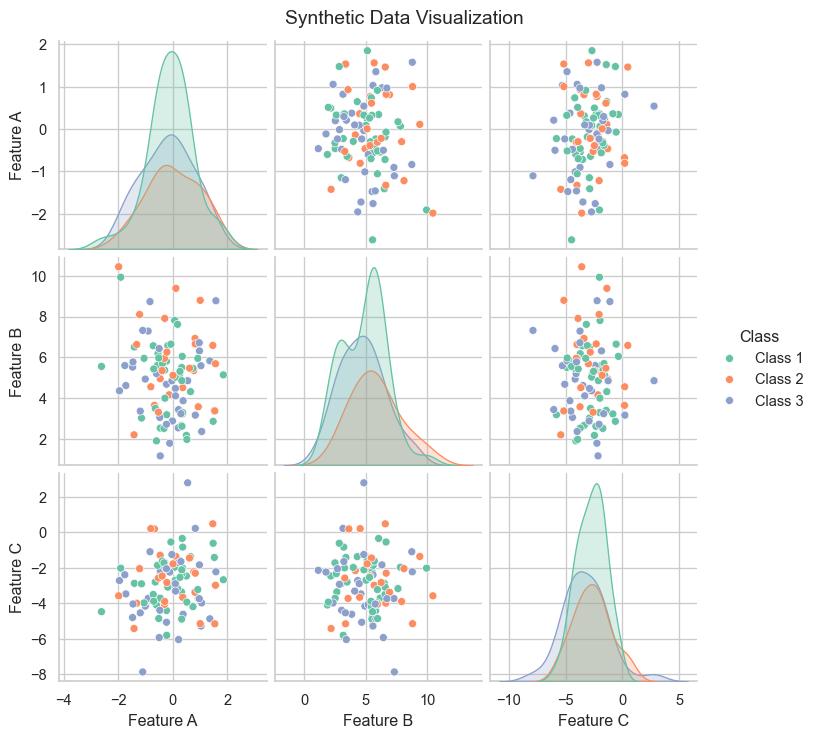 Synthetic Data Visualization
2
1
0
−1
−2
Feature A
10
8
6
4
2
Feature B
Class
Class 1
Class 2
Class 3
2
0
−2
−4
−6
−8
Feature C
−4 −2 0 2
Feature A
0 5 10
Feature B
−10 −5 0 5
Feature C